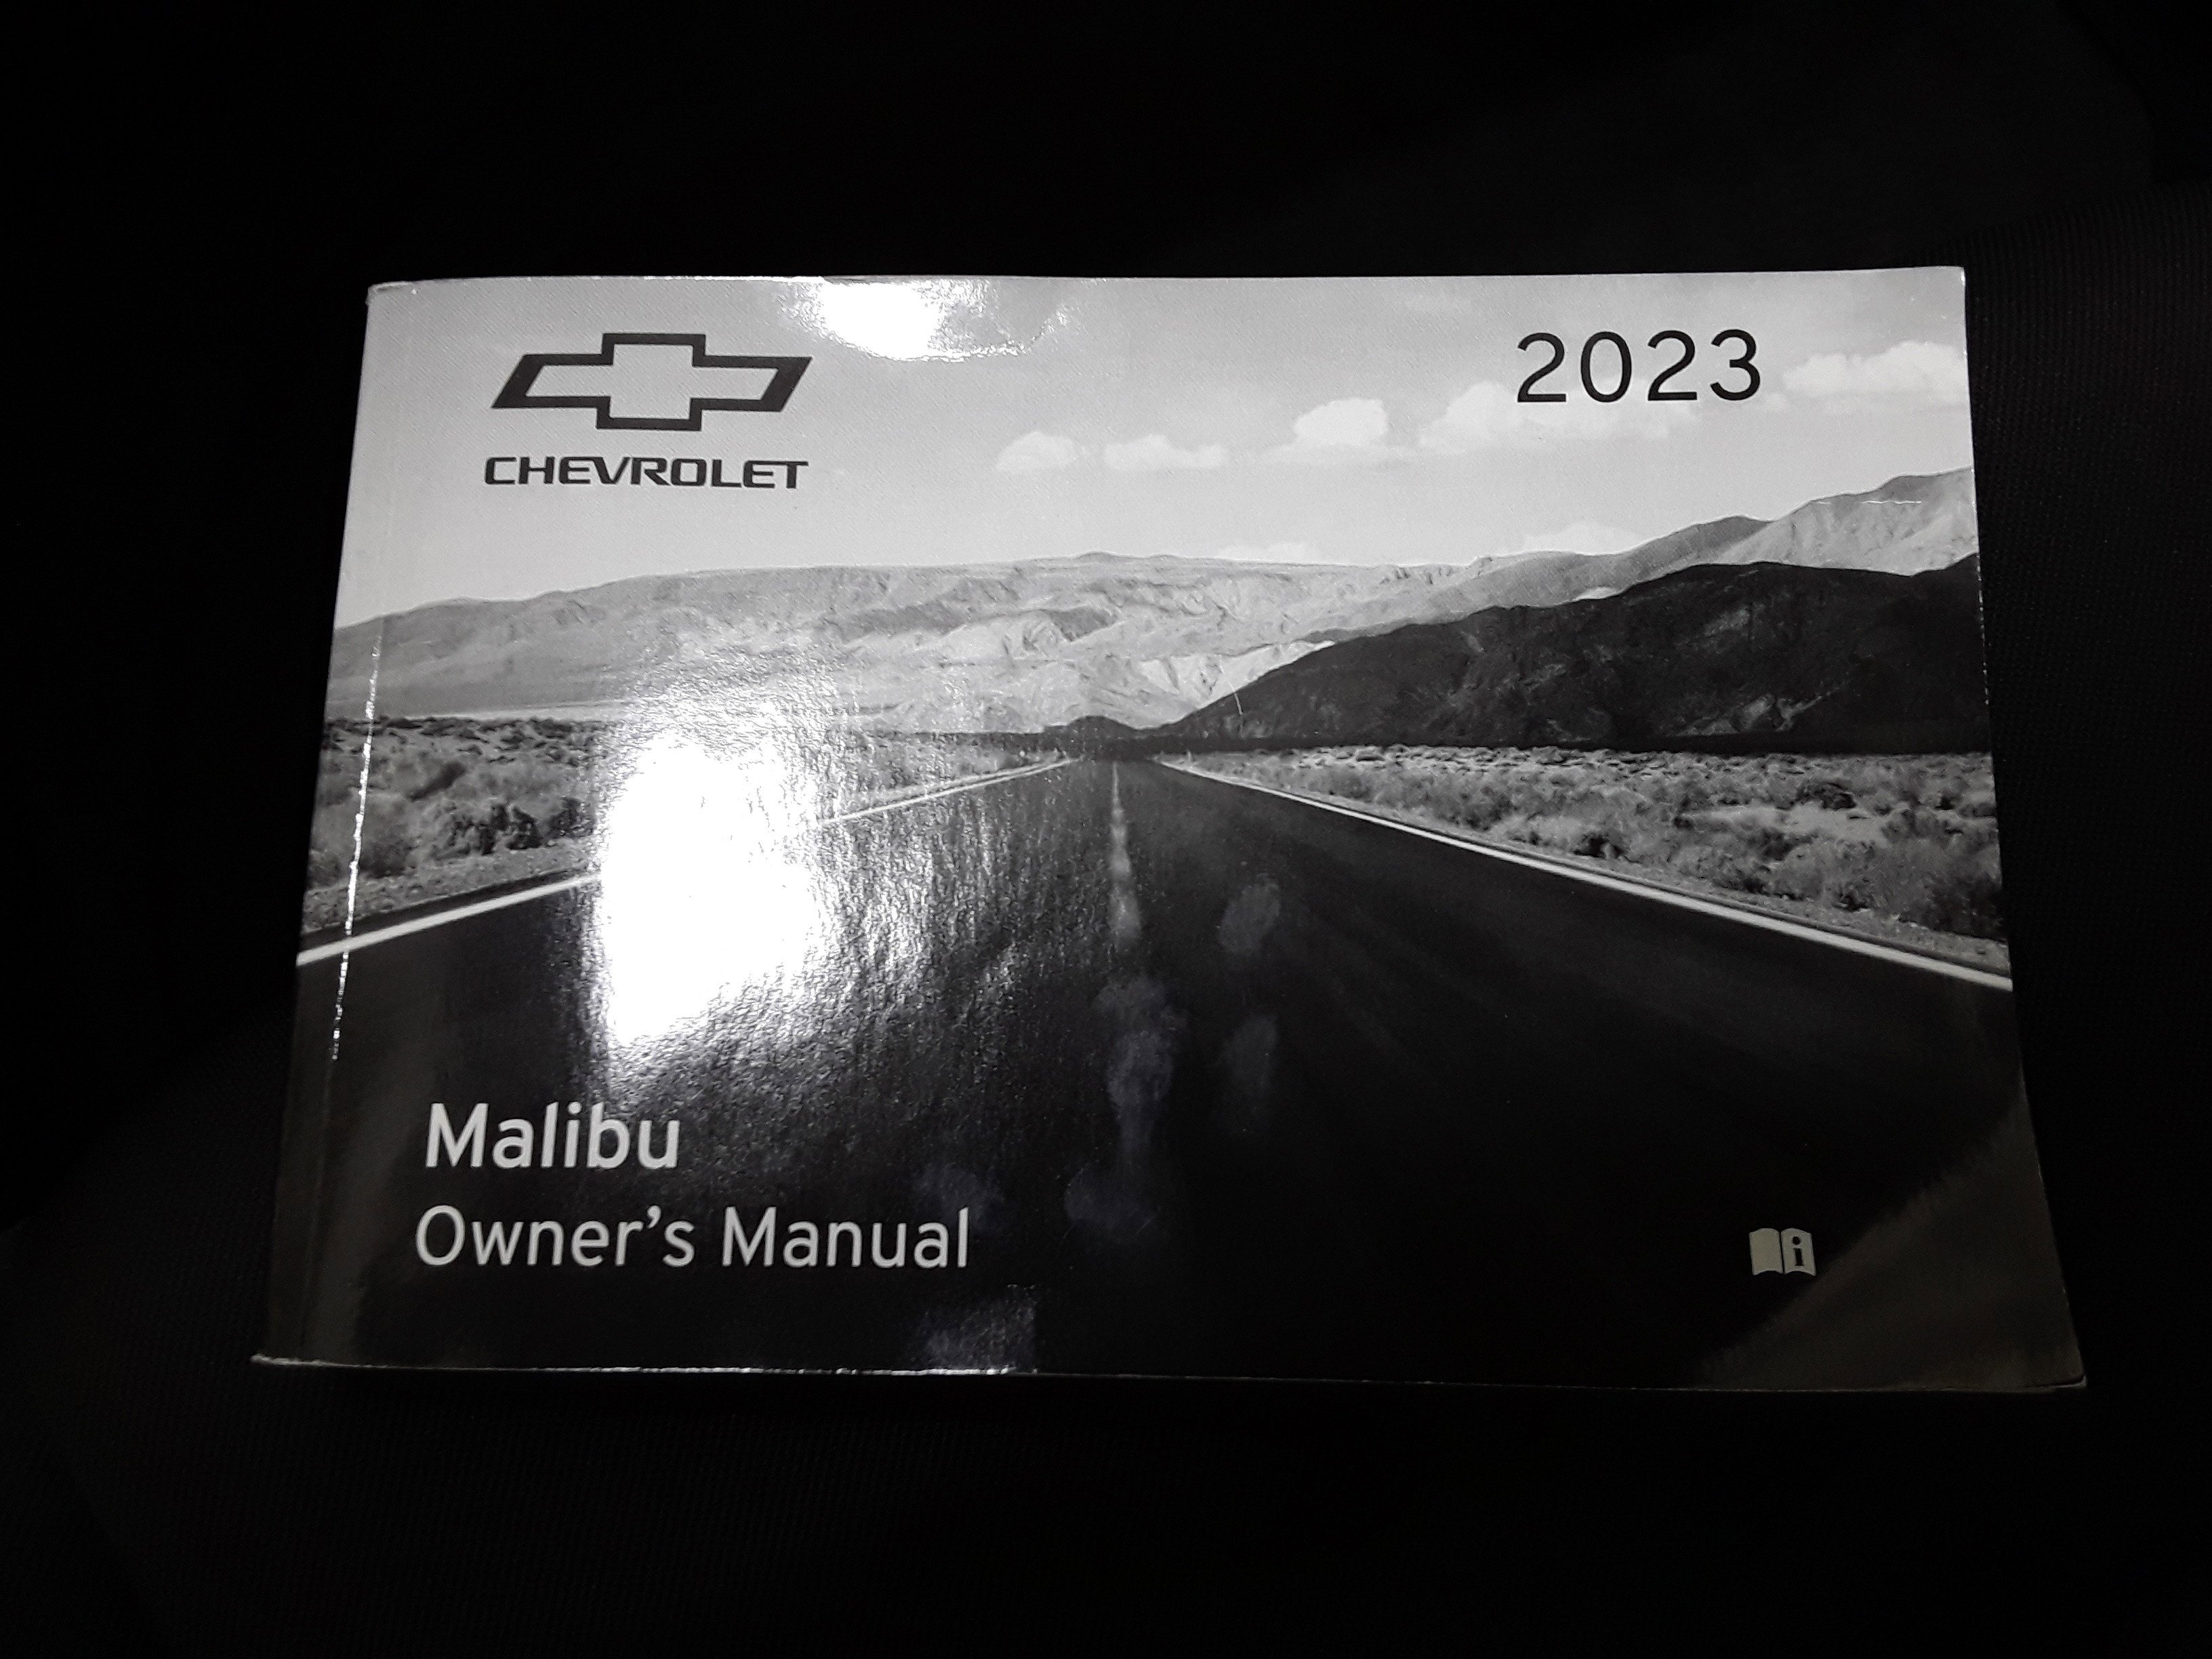 CHEVROLET
2023
Malibu
Owner's Manual
i